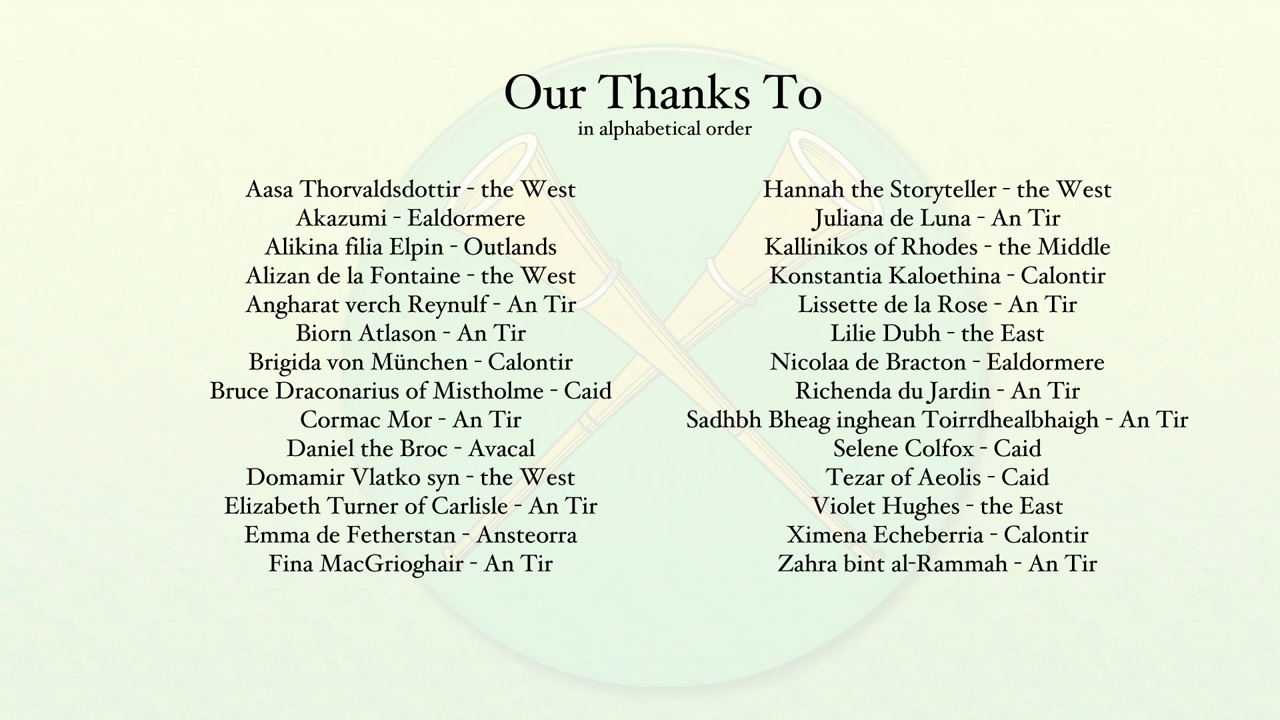 Our Thanks To
in alphabetical order
Aasa Thorvaldsdottir - the West
Akazumi - Ealdormere
Alikina filia Elpin - Outlands
Alizan de la Fontaine - the West
Angharat verch Reynulf - An Tir
Biorn Atlason - An Tir
Brigida von München - Calontir
Bruce Draconarius of Mistholme - Caid
Cormac Mor - An Tir
Daniel the Broc - Avacal
Domamir Vlatko syn - the West
Elizabeth Turner of Carlisle - An Tir
Emma de Fetherstan - Ansteorra
Fina MacGrioghair - An Tir
Hannah the Storyteller - the West
Juliana de Luna - An Tir
Kallinikos of Rhodes - the Middle
Konstantia Kaloethina - Calontir
Lissette de la Rose - An Tir
Lilie Dubh - the East
Nicolaa de Bracton - Ealdormere
Richenda du Jardin - An Tir
Sadhbh Bheag inghean Toirrdhealbhaigh - An Tir
Selene Colfox - Caid
Tezar of Aeolis - Caid
Violet Hughes - the East
Ximena Echeberria - Calontir
Zahra bint al-Rammah - An Tir